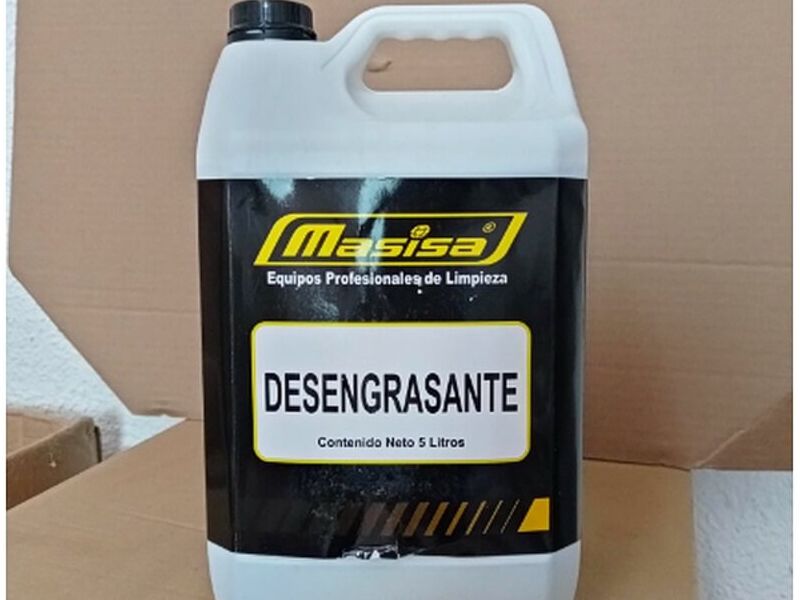 Masisa®
Equipos Profesionales de Limpieza
DESENGRASANTE
Contenido Neto 5 Litros